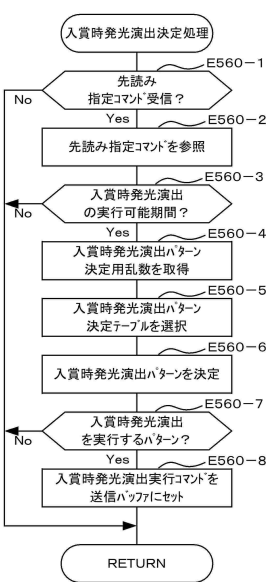 入賞時発光演出決定処理
E560-1
先読み
指定コマンド受信？
No
Yes
E560-2
先読み指定コマンドを参照
E560-3
入賞時発光演出
の実行可能期間？
No
Yes
E560-4
入賞時発光演出パターン
決定用乱数を取得
E560-5
入賞時発光演出パターン
決定テーブルを選択
E560-6
入賞時発光演出パターンを決定
E560-7
入賞時発光演出
を実行するパターン？
No
Yes
E560-8
入賞時発光演出実行コマンドを
送信バッファにセット
RETURN